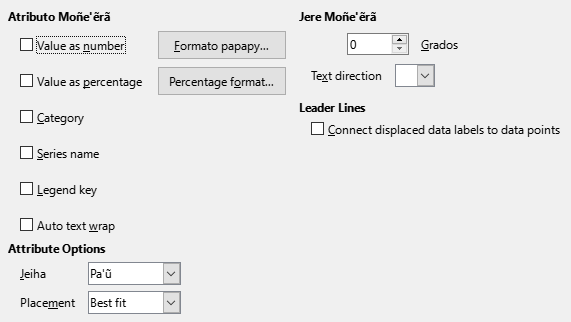 Atributo Moñe'ẽrã
Value as number
Formato papapy...
Value as percentage
Percentage format...
Category
Series name
Legend key
Auto text wrap
Attribute Options
Jeiha
Pa'ũ
Placement
Best fit
Jere Moñe'ẽrã
0
Grados
Text direction
Leader Lines
Connect displaced data labels to data points